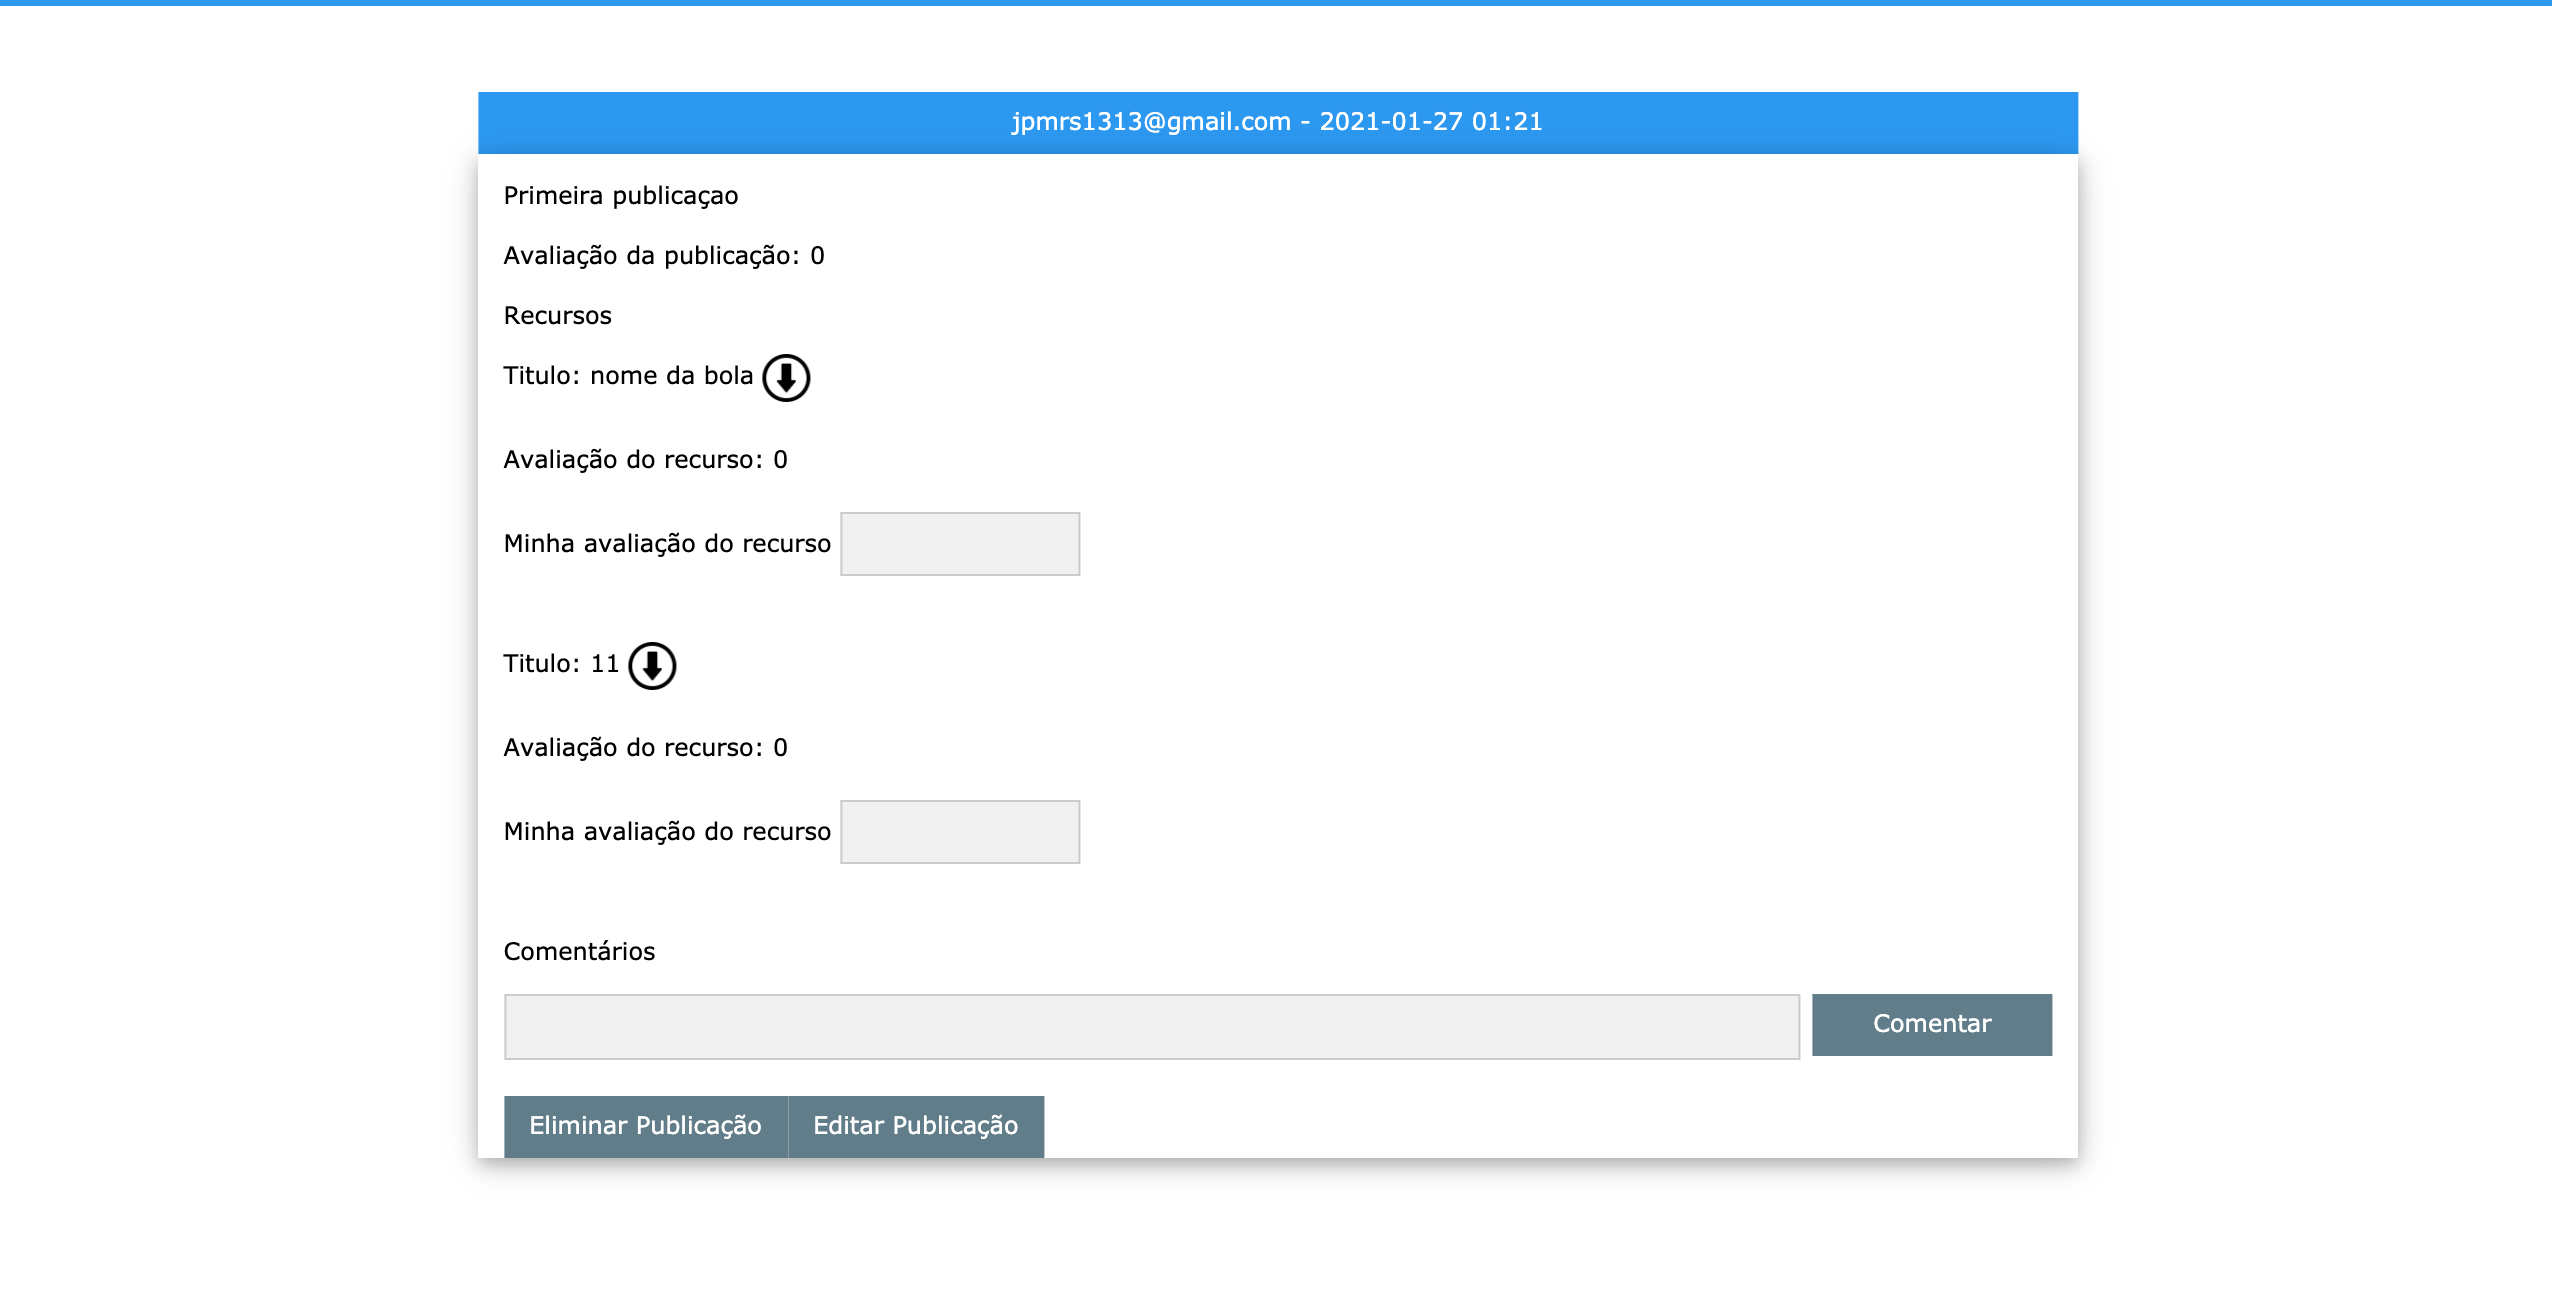 jpmrs1313@gmail.com - 2021-01-27 01:21
Primeira publicaçao
Avaliação da publicação: 0
Recursos
Titulo: nome da bola
Avaliação do recurso: 0
Minha avaliação do recurso
Titulo: 11
Avaliação do recurso: 0
Minha avaliação do recurso
Comentários
Comentar
Eliminar Publicação Editar Publicação